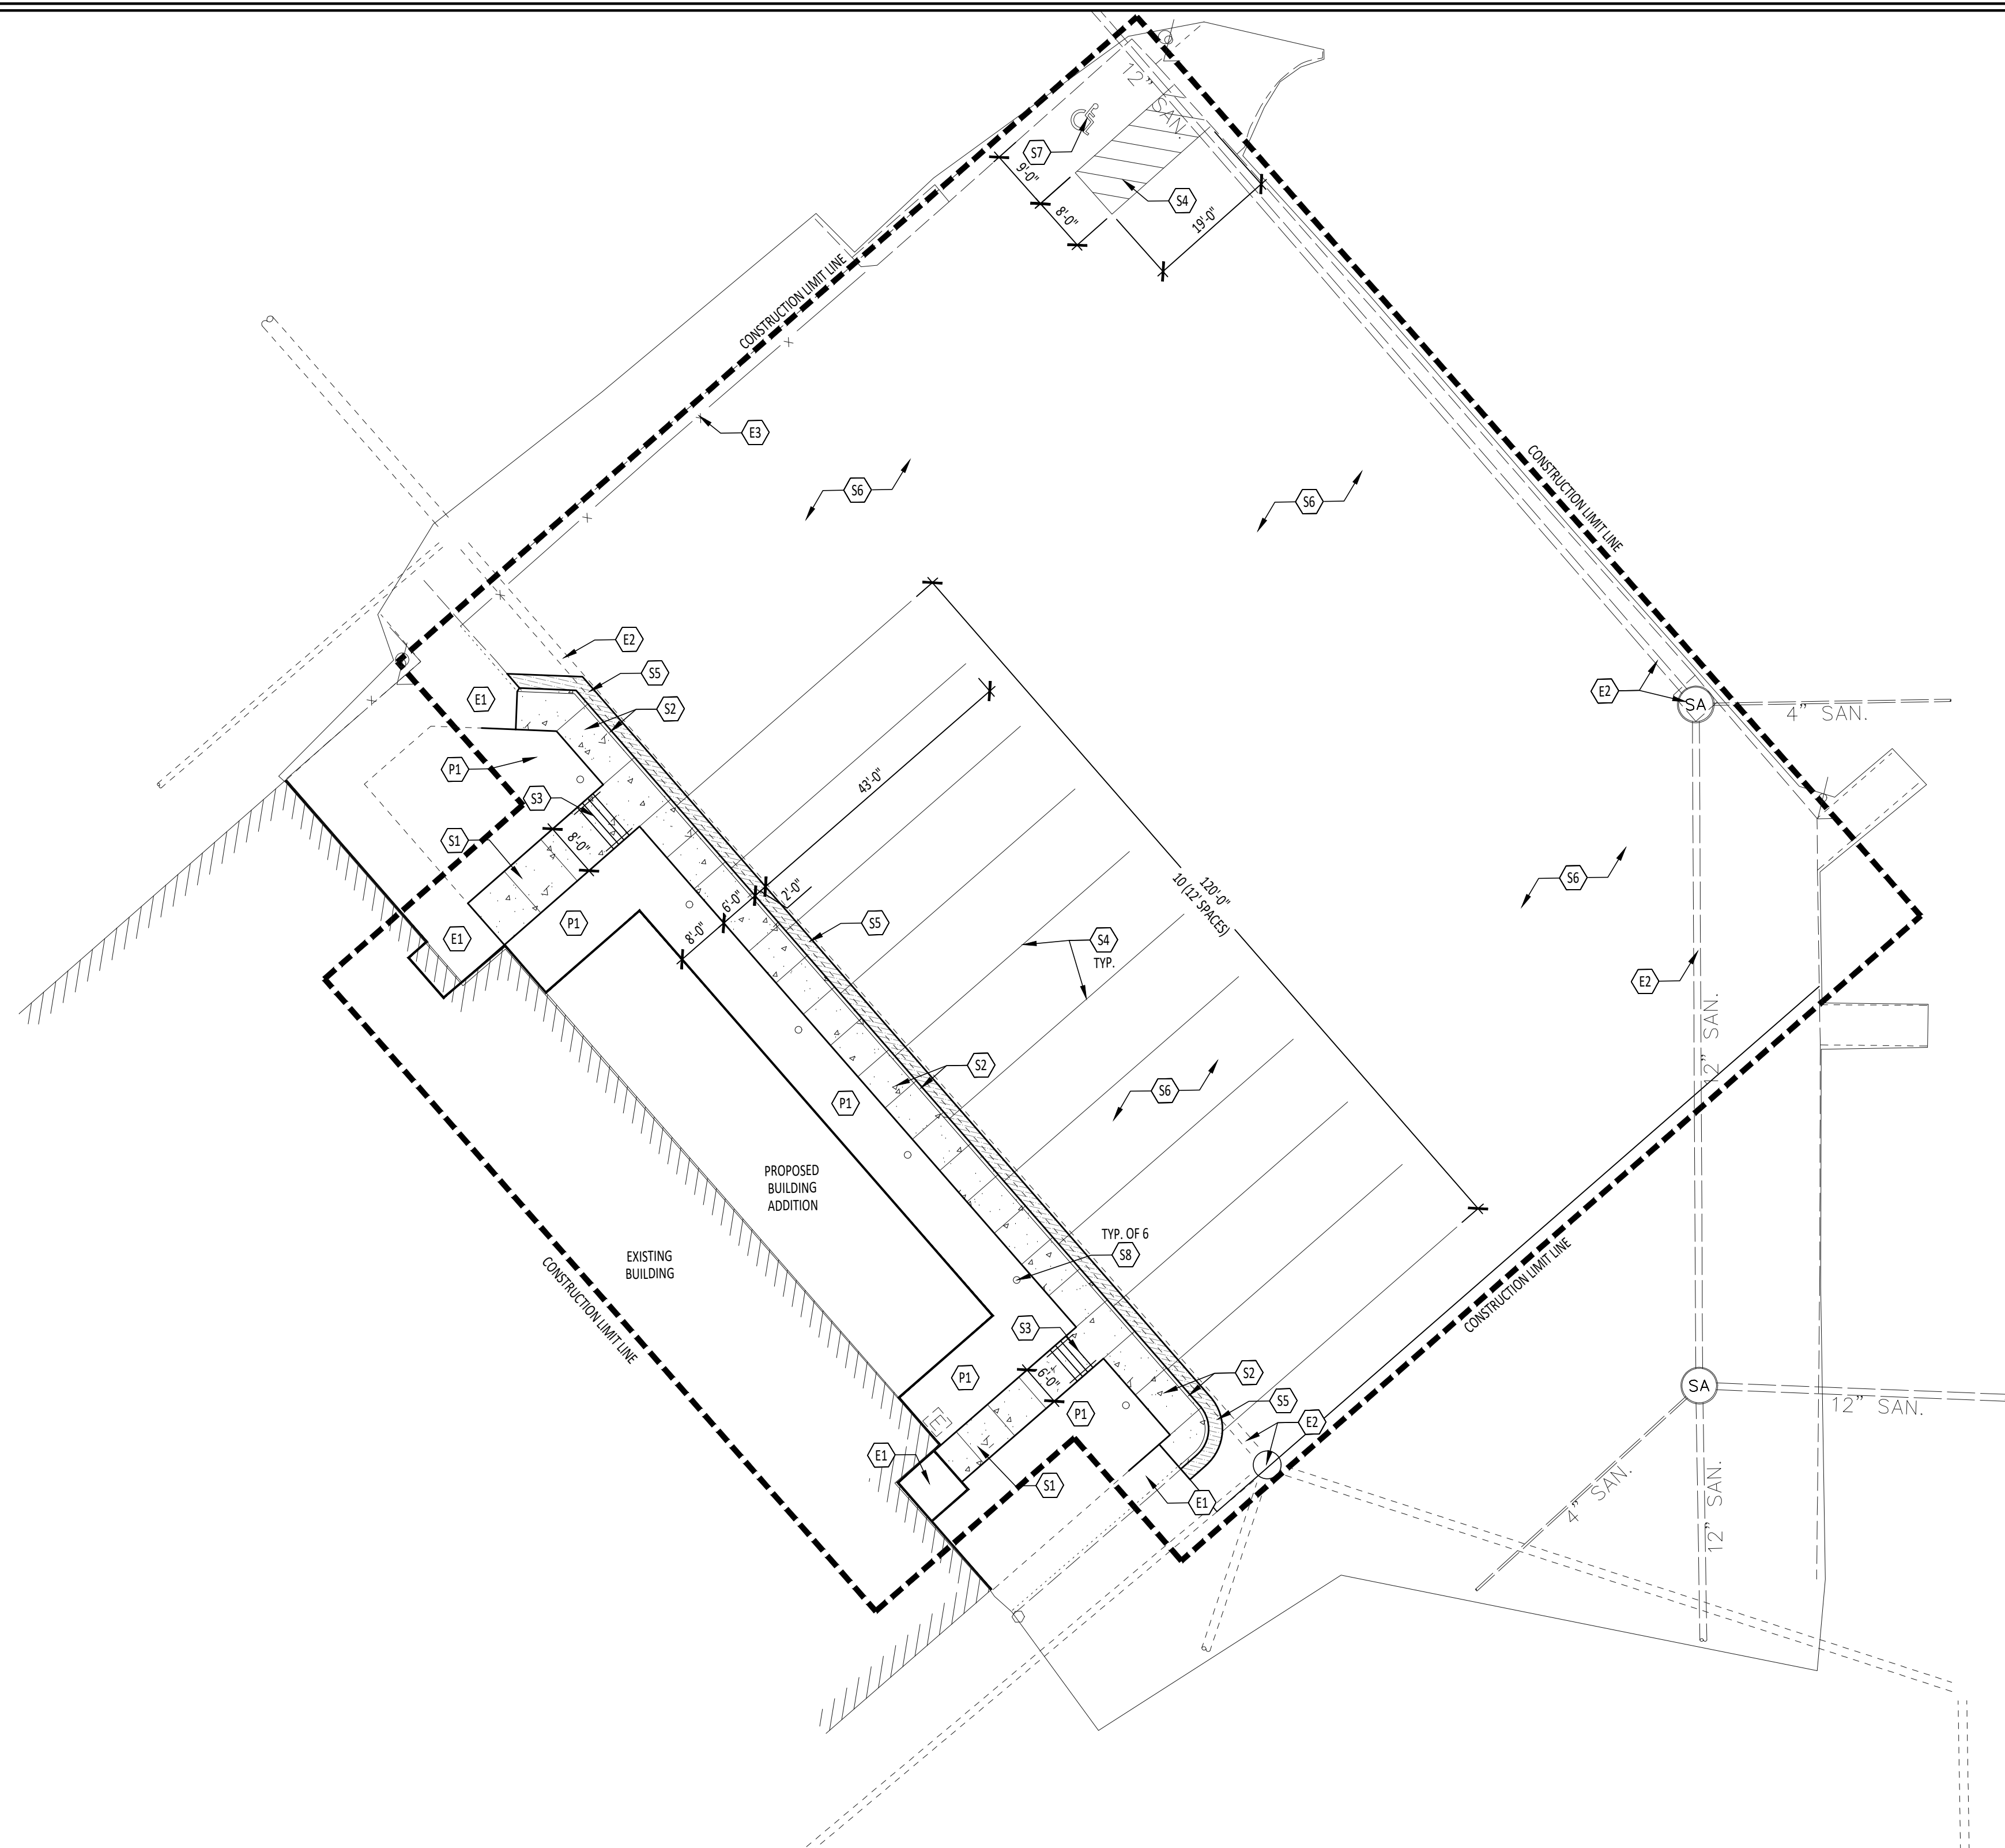 12" SAN.
S7
9'-0"
S4
8'-0"
19'-0"
CONSTRUCTION LIMIT LINE
E3
S6
S6
CONSTRUCTION LIMIT LINE
E2
S5
E1
S2
E2
SA
4" SAN.
P1
S3
43'-0"
S1
8'-0"
S6
120'-0"
10 (12' SPACES)
2'-0"
6'-0"
8'-0"
P1
S5
E1
S4
TYP.
E2
12" SAN.
S2
S6
P1
PROPOSED
BUILDING
ADDITION
TYP. OF 6
S8
EXISTING
BUILDING
CONSTRUCTION LIMIT LINE
CONSTRUCTION LIMIT LINE
S3
P1
6'-0"
S2
SA
12" SAN.
S5
P1
E2
E
E1
S1
E1
4" SAN.
12" SAN.